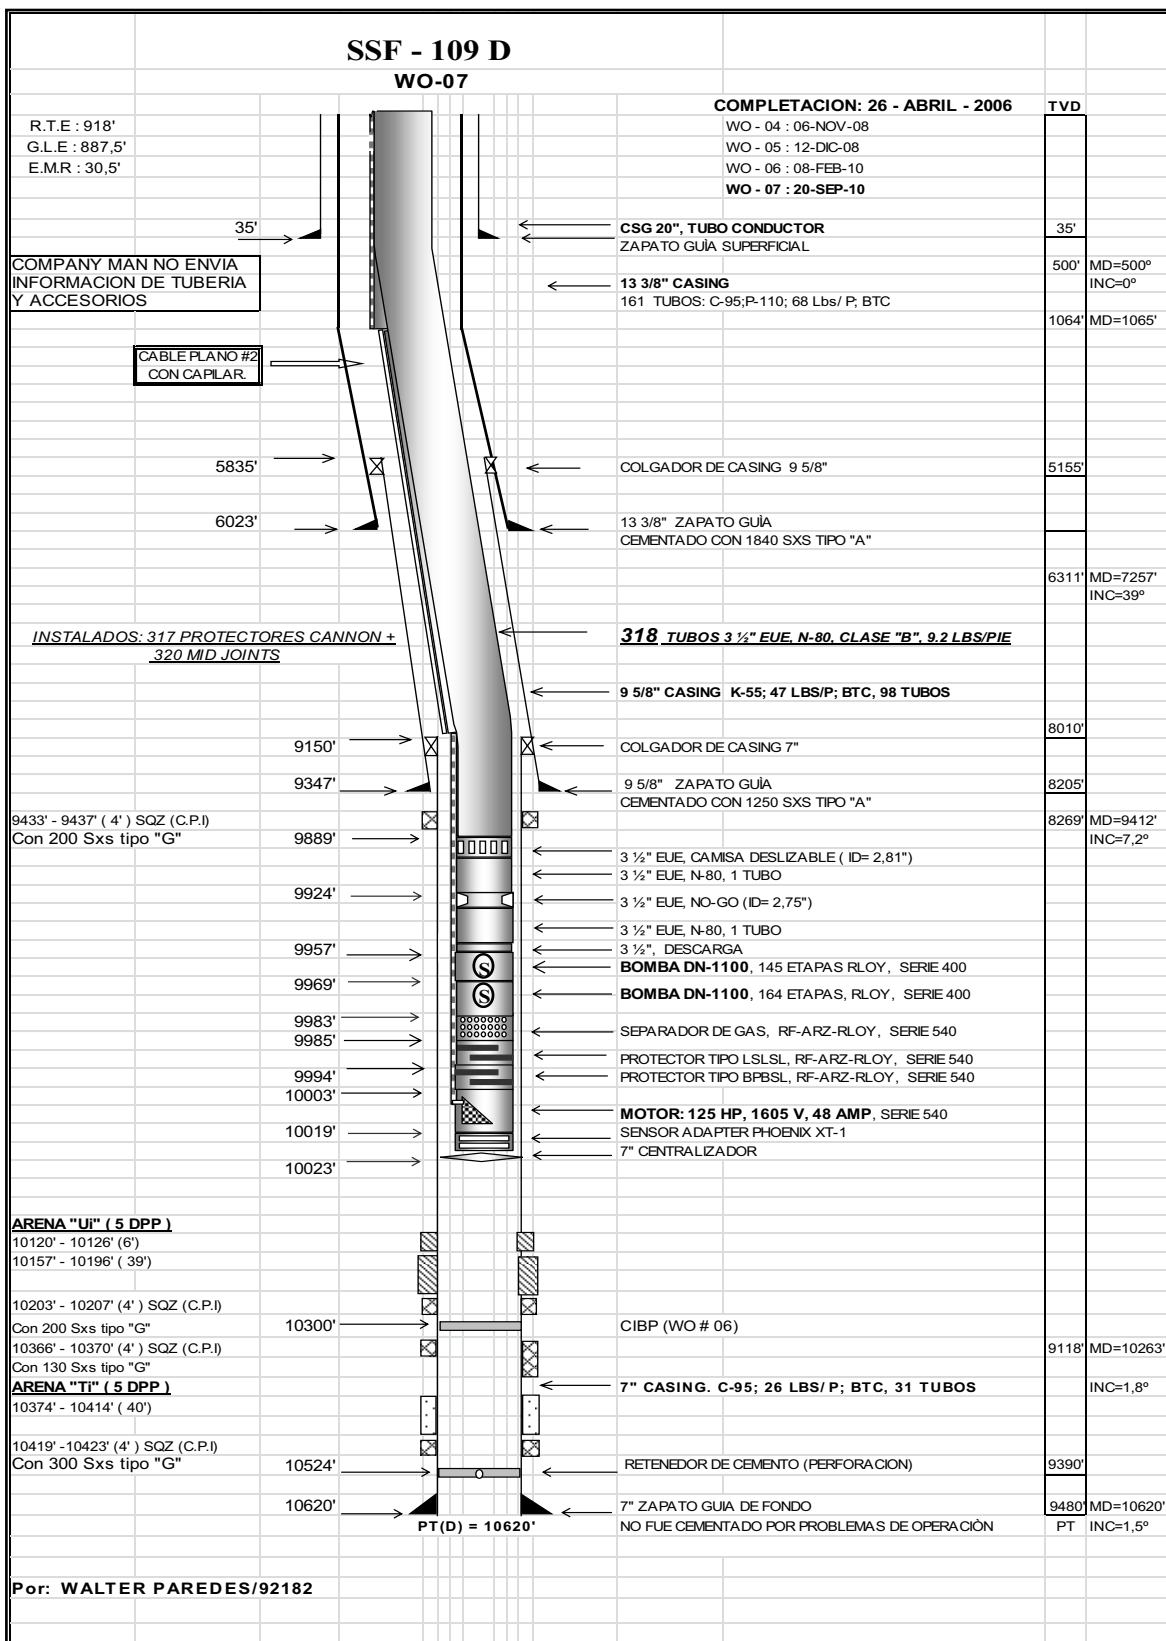 SSF - 109 D
WO-07
COMPLETACION: 26 - ABRIL - 2006
TVD
R.T.E : 918'
G.L.E : 887,5'
E.M.R : 30,5'
WO - 04 : 06-NOV-08
WO - 05 : 12-DIC-08
WO - 06 : 08-FEB-10
WO - 07 : 20-SEP-10
35'
CSG 20", TUBO CONDUCTOR
35'
ZAPATO GUÌA SUPERFICIAL
COMPANY MAN NO ENVIA
INFORMACION DE TUBERIA
Y ACCESORIOS
500' MD=500º
INC=0º
13 3/8" CASING
161 TUBOS: C-95;P-110; 68 Lbs/ P; BTC
1064' MD=1065'
CABLE PLANO #2
CON CAPILAR.
5835'
COLGADOR DE CASING 9 5/8"
5155'
6023'
13 3/8" ZAPATO GUÌA
CEMENTADO CON 1840 SXS TIPO "A"
6311' MD=7257'
INC=39º
INSTALADOS: 317 PROTECTORES CANNON +
320 MID JOINTS
318 TUBOS 3 ½" EUE, N-80, CLASE "B", 9.2 LBS/PIE
9 5/8" CASING K-55; 47 LBS/P; BTC, 98 TUBOS
8010'
9150'
COLGADOR DE CASING 7"
9347'
9 5/8" ZAPATO GUÌA
8205'
CEMENTADO CON 1250 SXS TIPO "A"
9433' - 9437' ( 4' ) SQZ (C.P.I)
8269' MD=9412'
Con 200 Sxs tipo "G"
9889'
INC=7,2º
3 ½" EUE, CAMISA DESLIZABLE ( ID= 2,81")
3 ½" EUE, N-80, 1 TUBO
9924'
3 ½" EUE, NO-GO (ID= 2,75")
3 ½" EUE, N-80, 1 TUBO
9957'
3 ½", DESCARGA
S
BOMBA DN-1100, 145 ETAPAS RLOY, SERIE 400
9969'
S
BOMBA DN-1100, 164 ETAPAS, RLOY, SERIE 400
9983'
SEPARADOR DE GAS, RF-ARZ-RLOY, SERIE 540
9985'
PROTECTOR TIPO LSLSL, RF-ARZ-RLOY, SERIE 540
9994'
PROTECTOR TIPO BPBSL, RF-ARZ-RLOY, SERIE 540
10003'
MOTOR: 125 HP, 1605 V, 48 AMP, SERIE 540
10019'
SENSOR ADAPTER PHOENIX XT-1
7" CENTRALIZADOR
10023'
ARENA "Ui" ( 5 DPP )
10120' - 10126' (6')
10157' - 10196' ( 39')
10203' - 10207' (4' ) SQZ (C.P.I)
Con 200 Sxs tipo "G"
10300'
CIBP (WO # 06)
10366' - 10370' (4' ) SQZ (C.P.I)
9118' MD=10263'
Con 130 Sxs tipo "G"
ARENA "Ti" ( 5 DPP )
7" CASING. C-95; 26 LBS/ P; BTC, 31 TUBOS
INC=1,8º
10374' - 10414' ( 40')
10419' -10423' (4' ) SQZ (C.P.I)
Con 300 Sxs tipo "G"
10524'
RETENEDOR DE CEMENTO (PERFORACION)
9390'
10620'
7" ZAPATO GUIA DE FONDO
9480' MD=10620'
PT(D) = 10620'
NO FUE CEMENTADO POR PROBLEMAS DE OPERACIÒN
PT INC=1,5º
Por: WALTER PAREDES/92182